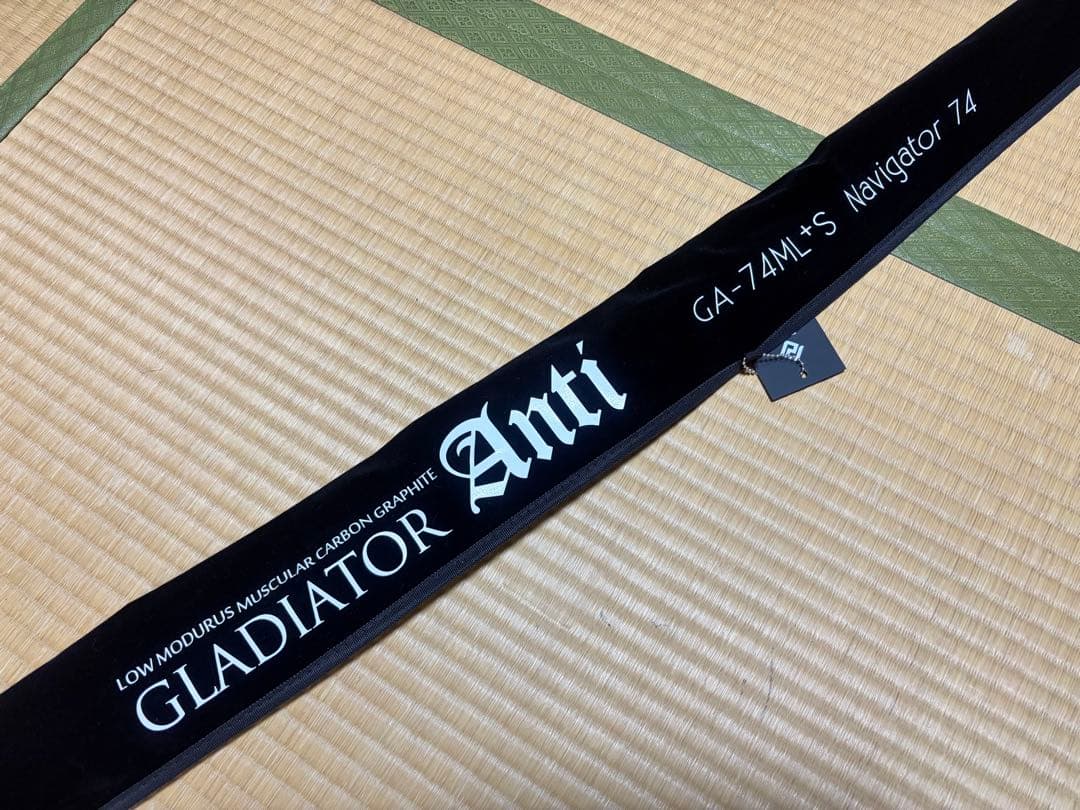 LOW MODURUS MUSCULAR CARBON GRAPHITE
GLADIATOR Anti
GA-74ML+S Navigator 74